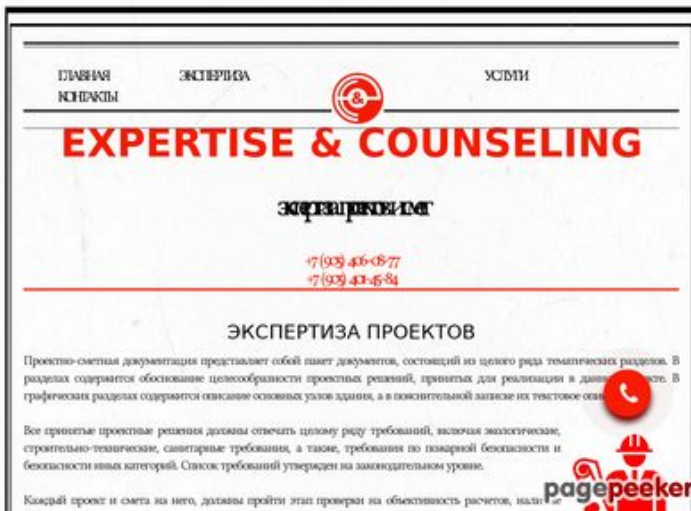 ГЛАВНАЯ ЭКСПЕРТИЗА УСЛУГИ
КОНТАКТЫ
&
EXPERTISE & COUNSELING
экспертиза проектов и смет
+7 (905) 406-08-77
+7 (905) 401-45-84
ЭКСПЕРТИЗА ПРОЕКТОВ
Проектно-сметная документация представляет собой пакет документов, состоящий из целого ряда тематических разделов. В
разделах содержится обоснование целесообразности проектных решений, принятых для реализации в
графических разделах содержится описание основных узлов здания, а в пояснительной записке их текстовое
Все принятые проектные решения должны отвечать целому ряду требований, включая экологические,
строительно-технические, санитарные требования, а также, требования по пожарной безопасности и
безопасности иных категорий. Список требований утвержден на законодательном уровне.
Каждый проект и смета на него, должны пройти этап проверки на объективность расчетов,
pagepeeker